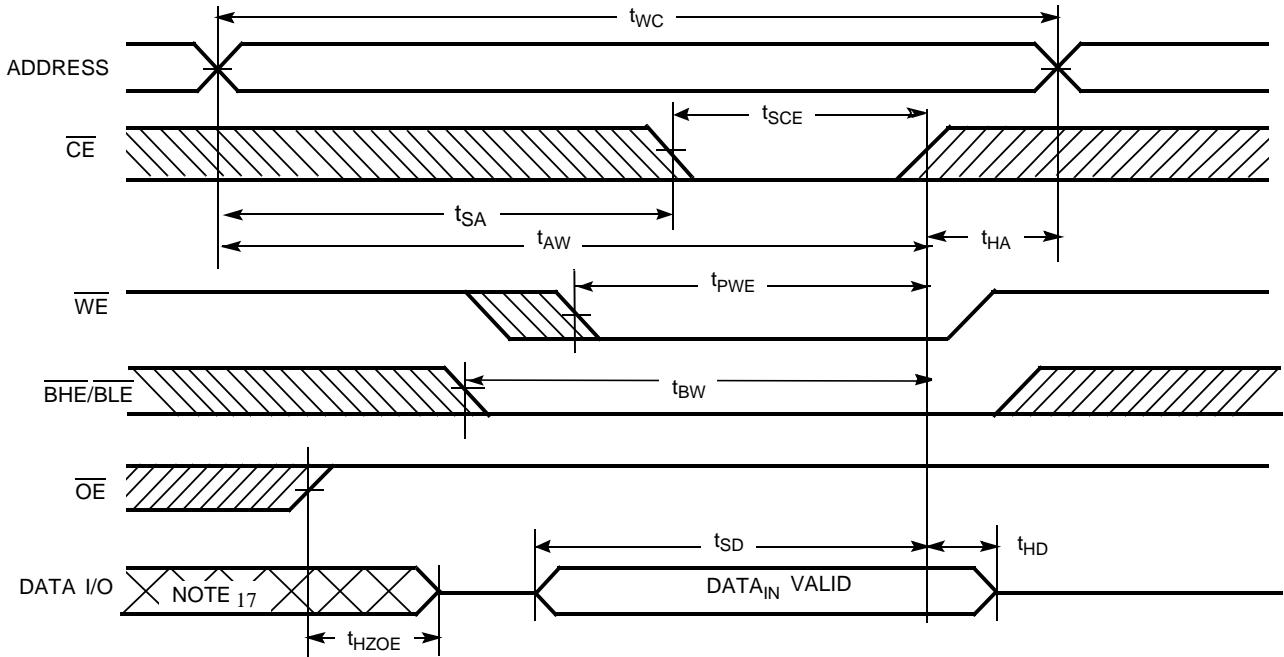 tWC
ADDRESS
tSCE
CE
tSA
tAW
tHA
tPWE
WE
BHE/BLE
tBW
OE
tSD
tHD
DATA I/O
NOTE 17
DATAIN VALID
tHZOE